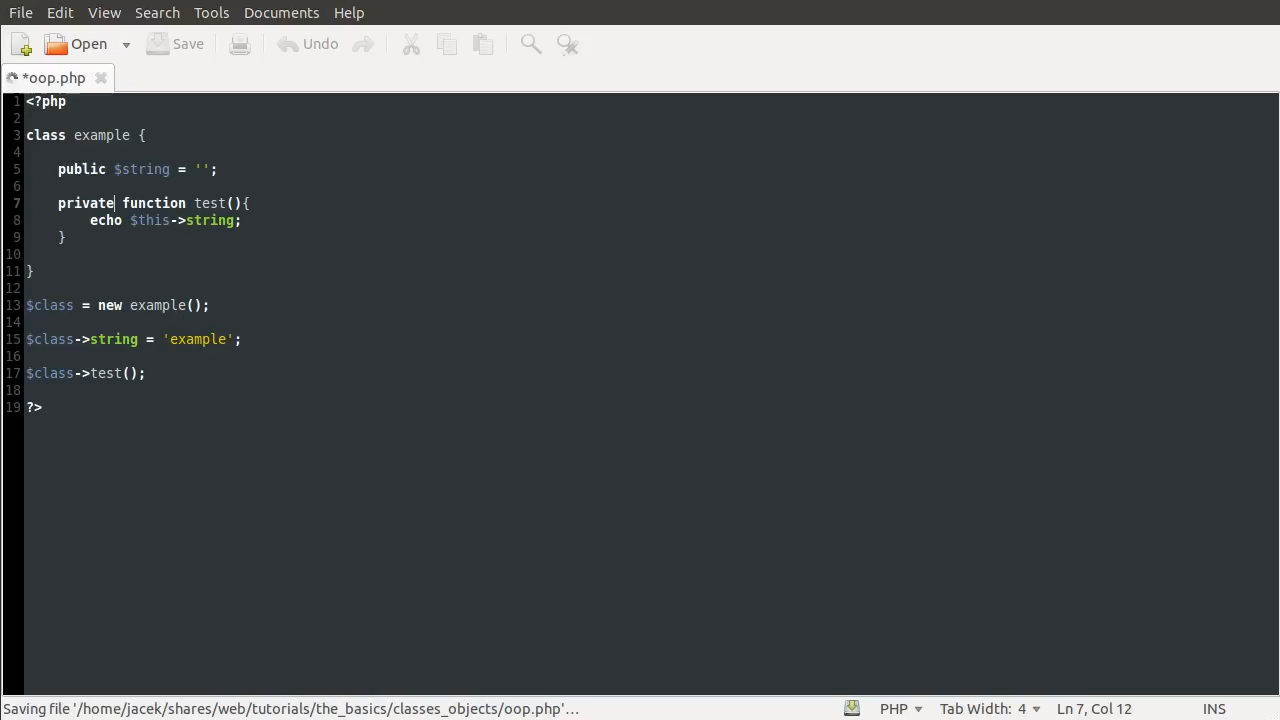 File Edit View Search Tools Documents Help
Open Save Undo
*oop.php
1 <?php
2
3 class example {
4
5 public $string = '';
6
7 private function test(){
8 echo $this->string;
9 }
10
11 }
12
13 $class = new example();
14
15 $class->string = 'example';
16
17 $class->test();
18
19 ?>
Saving file '/home/jacek/shares/web/tutorials/the_basics/classes_objects/oop.php'… PHP Tab Width: 4 Ln 7, Col 12 INS